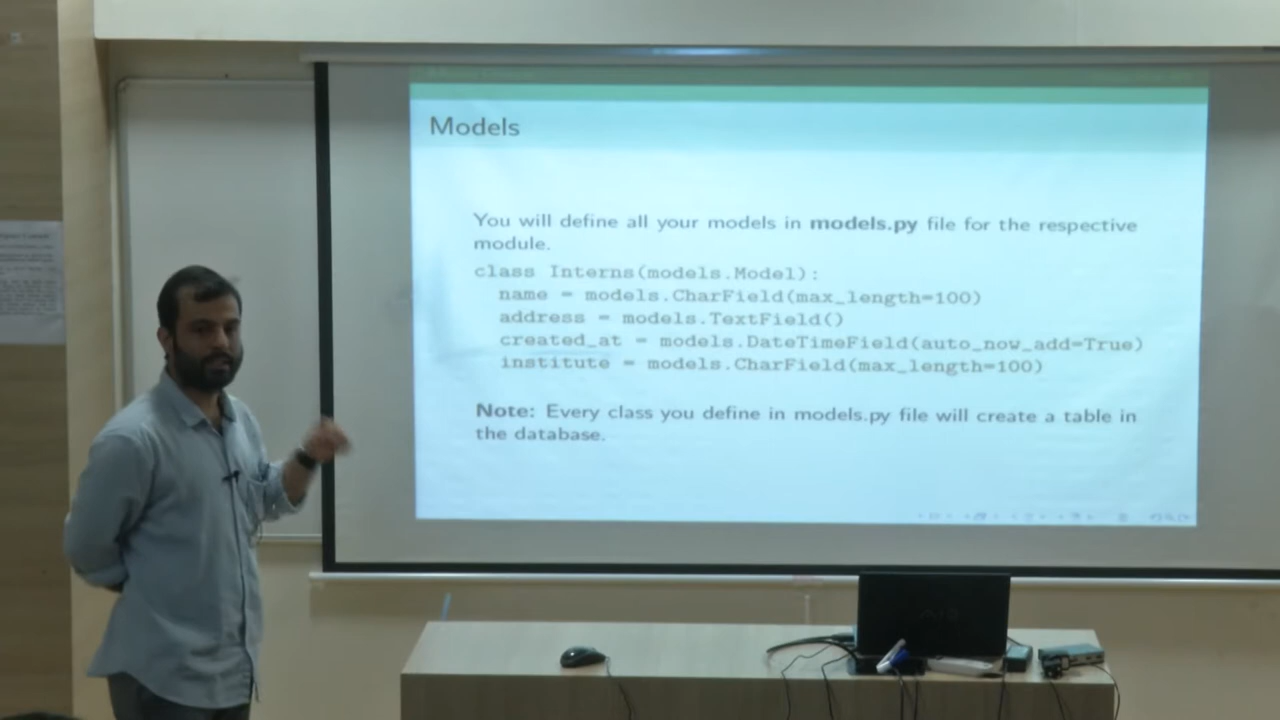 Models
You will define all your models in models.py file for the respective
module.
class Interns(models.Model):
name = models.CharField(max_length=100)
address = models.TextField()
created_at = models.DateTimeField(auto_now_add=True)
institute = models.CharField(max_length=100)
Note: Every class you define in models.py file will create a table in
the database.